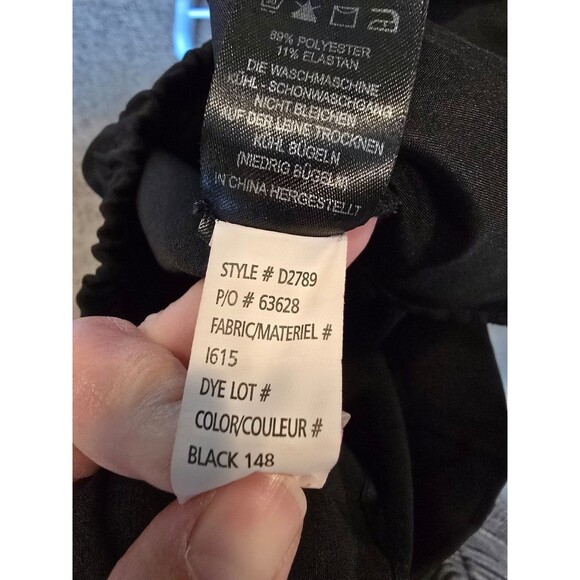 89% POLYESTER
11% ELASTAN
DIE WASCHMASCHINE
KÜHL - SCHONWASCHGANG
NICHT BLEICHEN
AUF DER LEINE TROCKNEN
KÜHL BÜGELN
(NIEDRIG BÜGELN)
IN CHINA HERGESTELLT
STYLE # D2789
P/O # 63628
FABRIC/MATERIEL #
I615
DYE LOT #
COLOR/COULEUR #
BLACK 148